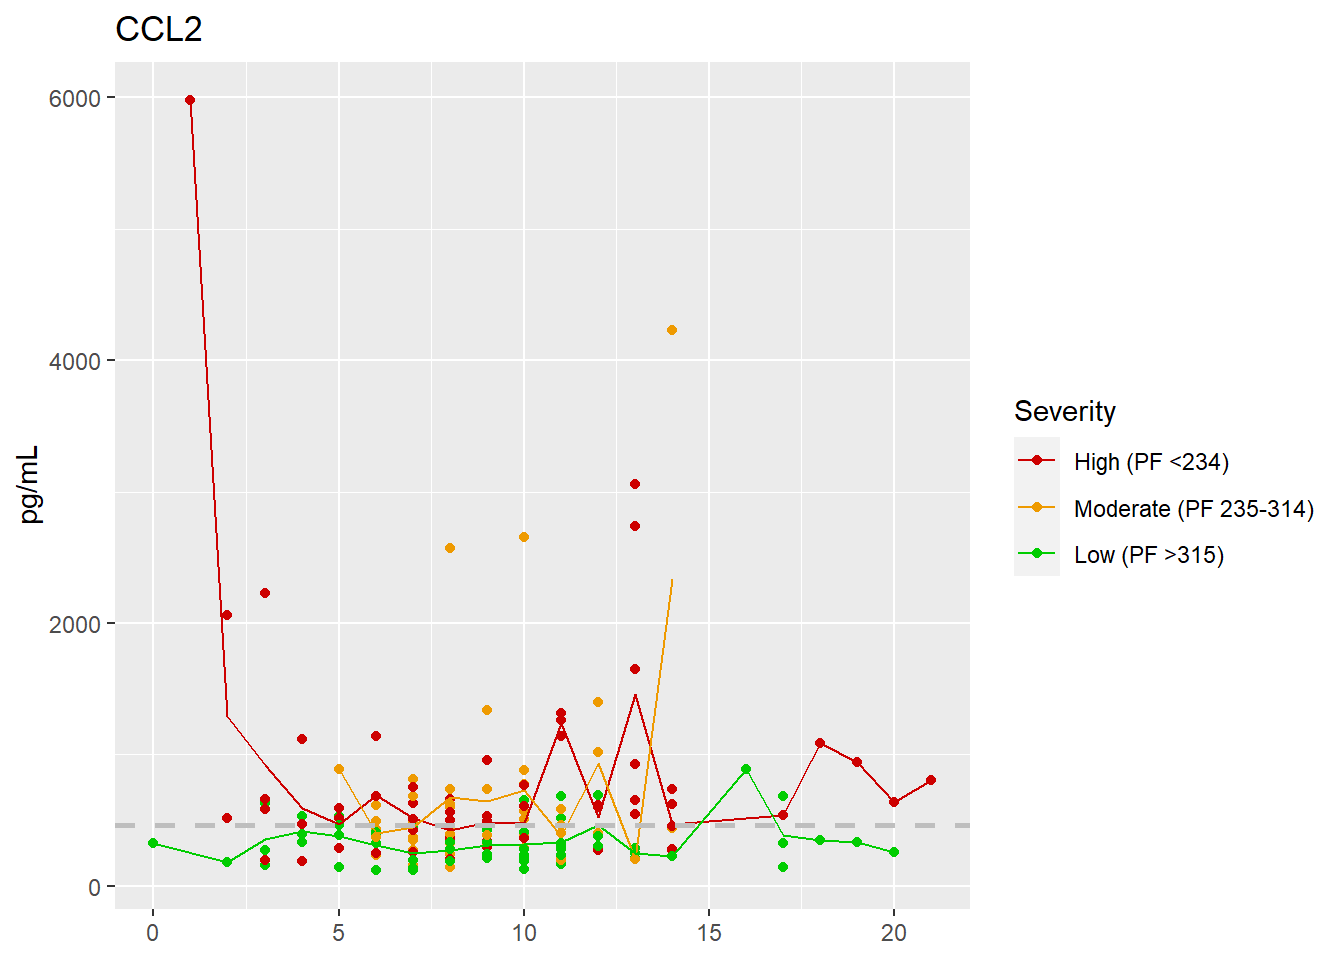 CCL2
6000
4000
2000
0
pg/mL
0 5 10 15 20
Severity
High (PF <234)
Moderate (PF 235-314)
Low (PF >315)